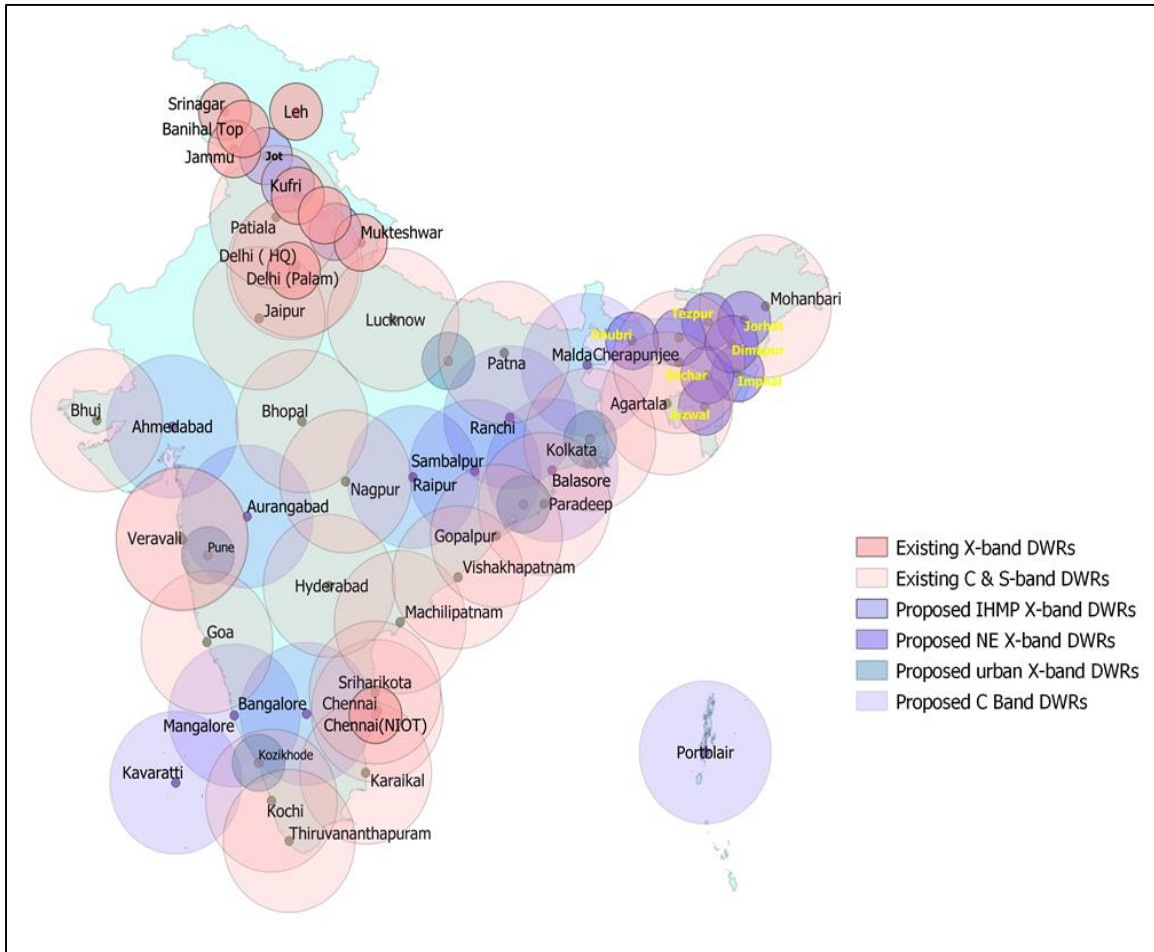 Srinagar
Leh
Banihal Top
Jammu
Jot
Kufri
Patiala
Mukteshwar
Delhi ( HQ)
Delhi (Palam)
Jaipur
Lucknow
Mohanbari
Tezpur
Jorhat
Dhubri
Dimapur
Patna
Malda
Cherapunjee
Silchar
Imphal
Bhuj
Bhopal
Agartala
Aizwal
Ahmedabad
Ranchi
Kolkata
Sambalpur
Raipur
Balasore
Nagpur
Paradeep
Aurangabad
Veravali
Pune
Gopalpur
Vishakhapatnam
Hyderabad
Machilipatnam
Goa
Sriharikota
Bangalore
Chennai
Mangalore
Chennai(NIOT)
Kozikhode
Kavaratti
Karaikal
Kochi
Thiruvananthapuram
Portblair
Existing X-band DWRs
Existing C & S-band DWRs
Proposed IHMP X-band DWRs
Proposed NE X-band DWRs
Proposed urban X-band DWRs
Proposed C Band DWRs